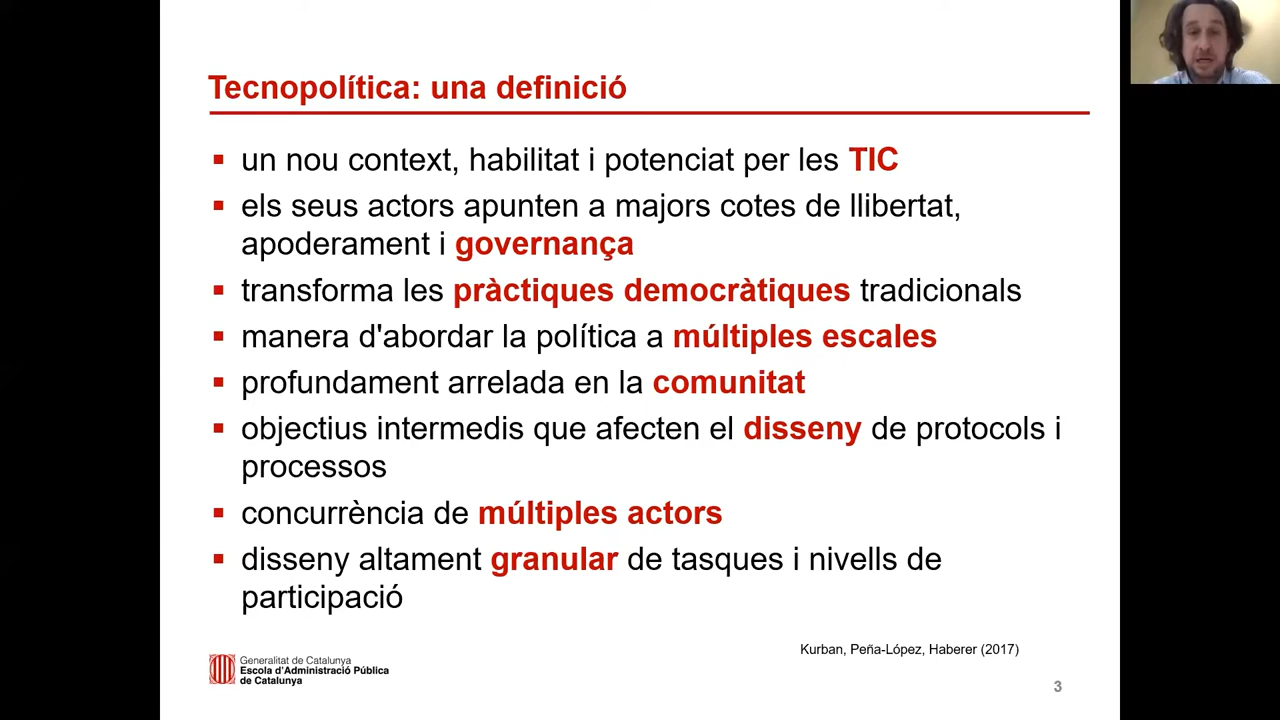 Tecnopolítica: una definició
▪ un nou context, habilitat i potenciat per les TIC
▪ els seus actors apunten a majors cotes de llibertat,
apoderament i governança
▪ transforma les pràctiques democràtiques tradicionals
▪ manera d'abordar la política a múltiples escales
▪ profundament arrelada en la comunitat
▪ objectius intermedis que afecten el disseny de protocols i
processos
▪ concurrència de múltiples actors
▪ disseny altament granular de tasques i nivells de
participació
Kurban, Peña-López, Haberer (2017)
Generalitat de Catalunya
Escola d'Administració Pública
de Catalunya
3